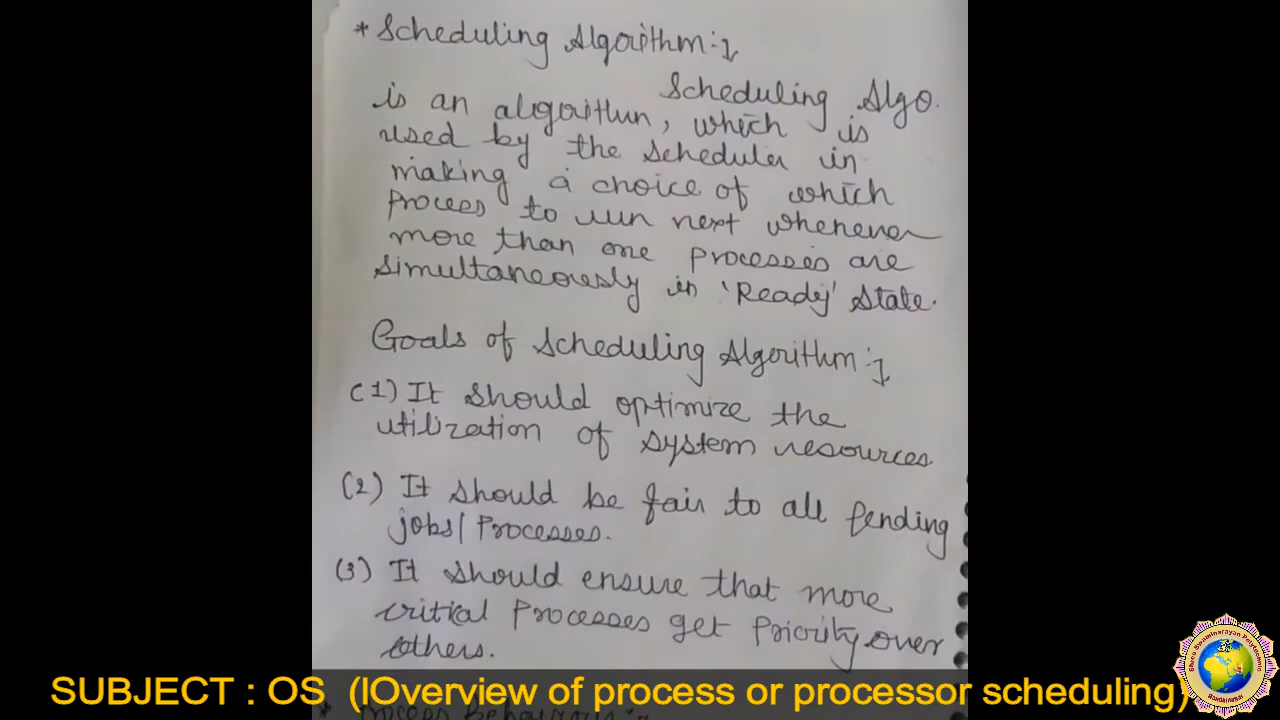 * Scheduling Algorithm:-
Scheduling Algo.
is an algorithm, which is
used by the scheduler in
making a choice of which
Process to run next whenever
more than one processes are
simultaneously in 'Ready' State.
Goals of Scheduling Algorithm:-
(1) It should optimize the
utilization of system resources
(2) It should be fair to all Pending
jobs/Processes.
(3) It should ensure that more
critical Processes get Priority over
others.
* Process Behaviour:-
SUBJECT : OS (IOverview of process or processor scheduling)